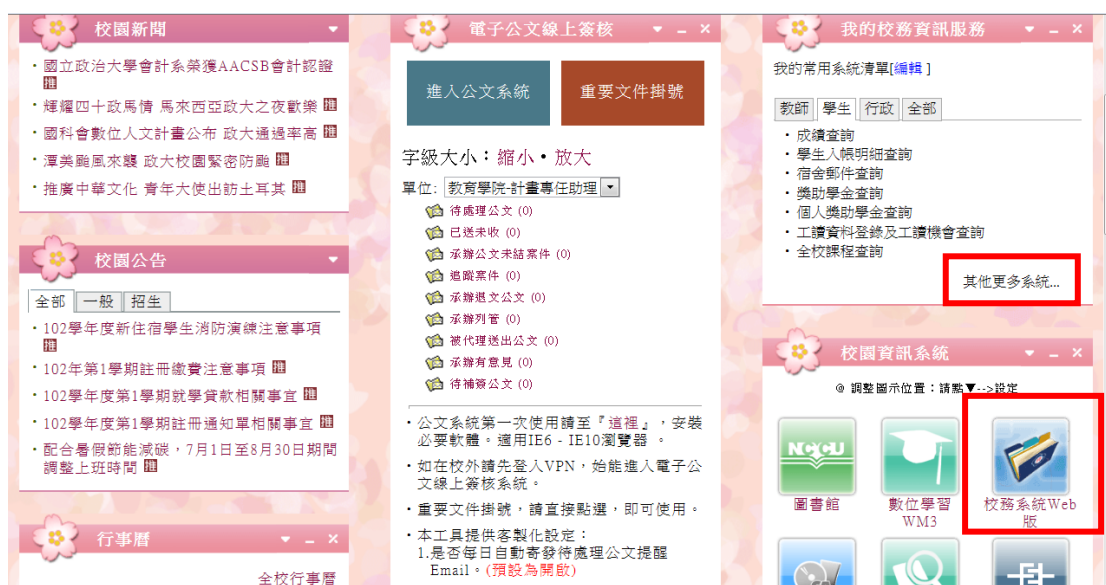 校園新聞
・國立政治大學會計系榮獲AACSB會計認證
推
・輝耀四十政馬情 馬來西亞政大之夜歡樂 推
・國科會數位人文計畫公布 政大通過率高 推
・潭美颱風來襲 政大校園緊密防颱 推
・推廣中華文化 青年大使出訪土耳其 推
校園公告
全部 一般 招生
・102學年度新住宿學生消防演練注意事項
推
・102年第1學期註冊繳費注意事項 推
・102學年度第1學期就學貸款相關事宜 推
・102學年度第1學期註冊通知單相關事宜 推
・配合暑假節能減碳，7月1日至8月30日期間
調整上班時間 推
行事曆
全校行事曆
電子公文線上簽核
進入公文系統 重要文件掛號
字級大小：縮小・放大
單位: 教育學院-計畫專任助理
待處理公文 (0)
已送未收 (0)
承辦公文未結案件 (0)
追蹤案件 (0)
承辦退文公文 (0)
承辦列管 (0)
被代理送出公文 (0)
承辦有意見 (0)
待補簽公文 (0)
・公文系統第一次使用請至『這裡』，安裝
必要軟體。適用IE6 - IE10瀏覽器 。
・如在校外請先登入VPN，始能進入電子公
文線上簽核系統。
・重要文件掛號，請直接點選，即可使用。
・本工具提供客製化設定：
1.是否每日自動寄發待處理公文提醒
Email。(預設為開啟)
我的校務資訊服務
我的常用系統清單[編輯 ]
教師 學生 行政 全部
・成績查詢
・學生入帳明細查詢
・宿舍郵件查詢
・獎助學金查詢
・個人獎助學金查詢
・工讀資料登錄及工讀機會查詢
・全校課程查詢
其他更多系統...
校園資訊系統
@ 調整圖示位置：請點▼-->設定
NCCU
圖書館
數位學習
WM3
校務系統Web
版